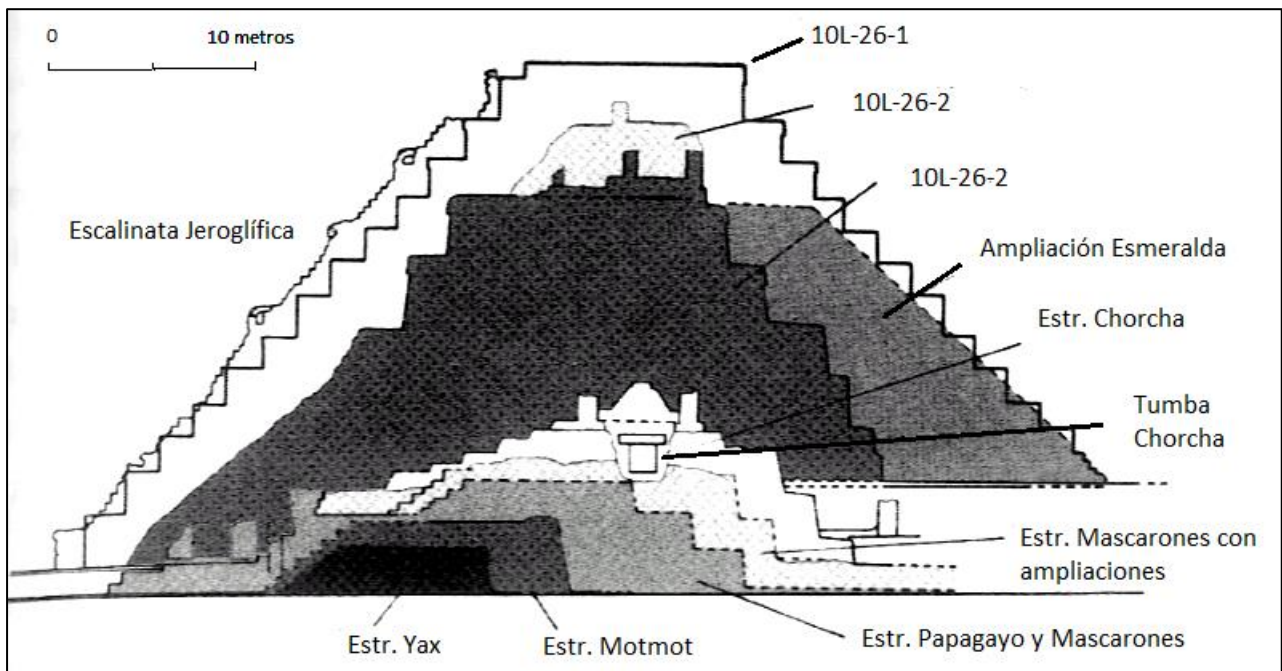 0 10 metros
10L-26-1
10L-26-2
10L-26-2
Escalinata Jeroglífica
Ampliación Esmeralda
Estr. Chorcha
Tumba
Chorcha
Estr. Mascarones con
ampliaciones
Estr. Yax
Estr. Motmot
Estr. Papagayo y Mascarones